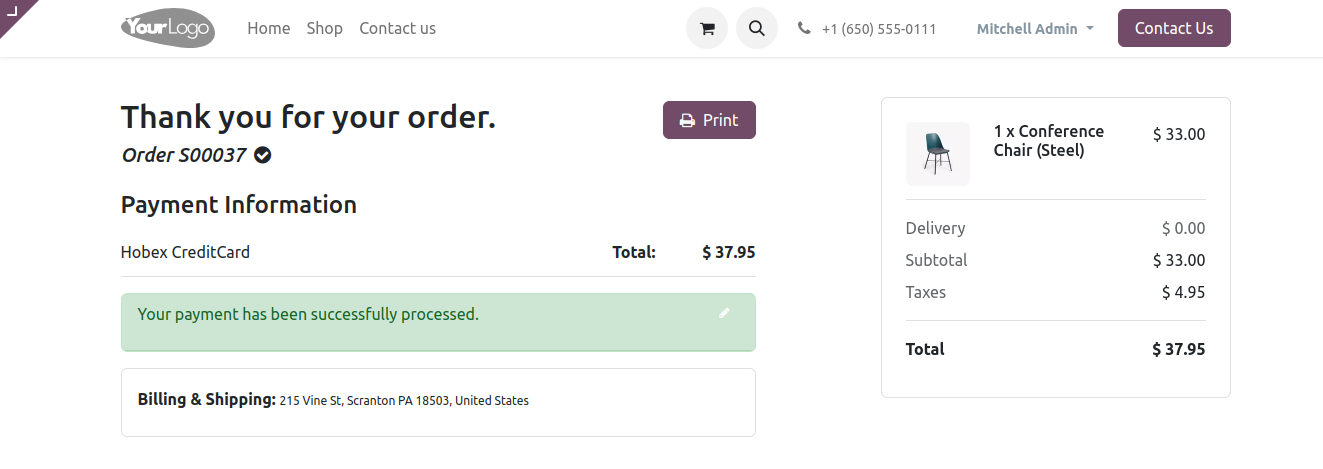 YourLogo
Home Shop Contact us
+1 (650) 555-0111
Mitchell Admin
Contact Us
Thank you for your order.
Print
Order S00037
Payment Information
Hobex CreditCard Total: $ 37.95
Your payment has been successfully processed.
Billing & Shipping: 215 Vine St, Scranton PA 18503, United States
1 x Conference $ 33.00
Chair (Steel)
Delivery $ 0.00
Subtotal $ 33.00
Taxes $ 4.95
Total $ 37.95